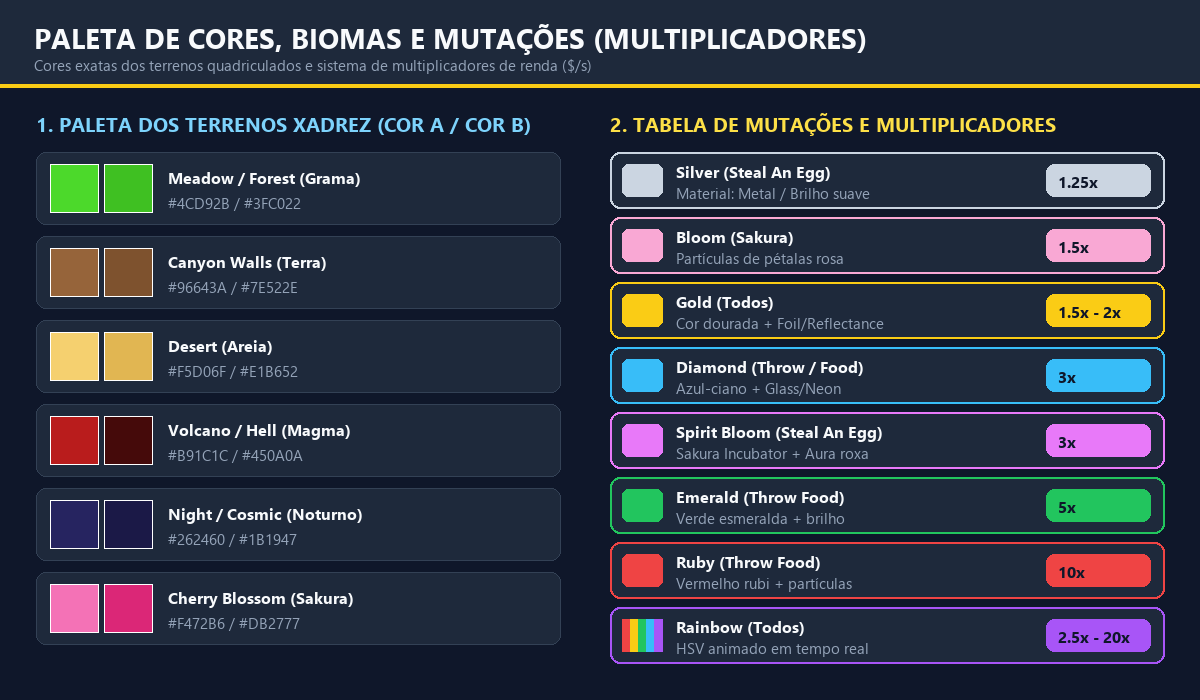 PALETA DE CORES, BIOMAS E MUTAÇÕES (MULTIPLICADORES)
Cores exatas dos terrenos quadriculados e sistema de multiplicadores de renda ($/s)
1. PALETA DOS TERRENOS XADREZ (COR A / COR B)
Meadow / Forest (Grama)
#4CD92B / #3FC022
Canyon Walls (Terra)
#96643A / #7E522E
Desert (Areia)
#F5D06F / #E1B652
Volcano / Hell (Magma)
#B91C1C / #450A0A
Night / Cosmic (Noturno)
#262460 / #1B1947
Cherry Blossom (Sakura)
#F472B6 / #DB2777
2. TABELA DE MUTAÇÕES E MULTIPLICADORES
Silver (Steal An Egg)
Material: Metal / Brilho suave
1.25x
Bloom (Sakura)
Partículas de pétalas rosa
1.5x
Gold (Todos)
Cor dourada + Foil/Reflectance
1.5x - 2x
Diamond (Throw / Food)
Azul-ciano + Glass/Neon
3x
Spirit Bloom (Steal An Egg)
Sakura Incubator + Aura roxa
3x
Emerald (Throw Food)
Verde esmeralda + brilho
5x
Ruby (Throw Food)
Vermelho rubi + partículas
10x
Rainbow (Todos)
HSV animado em tempo real
2.5x - 20x